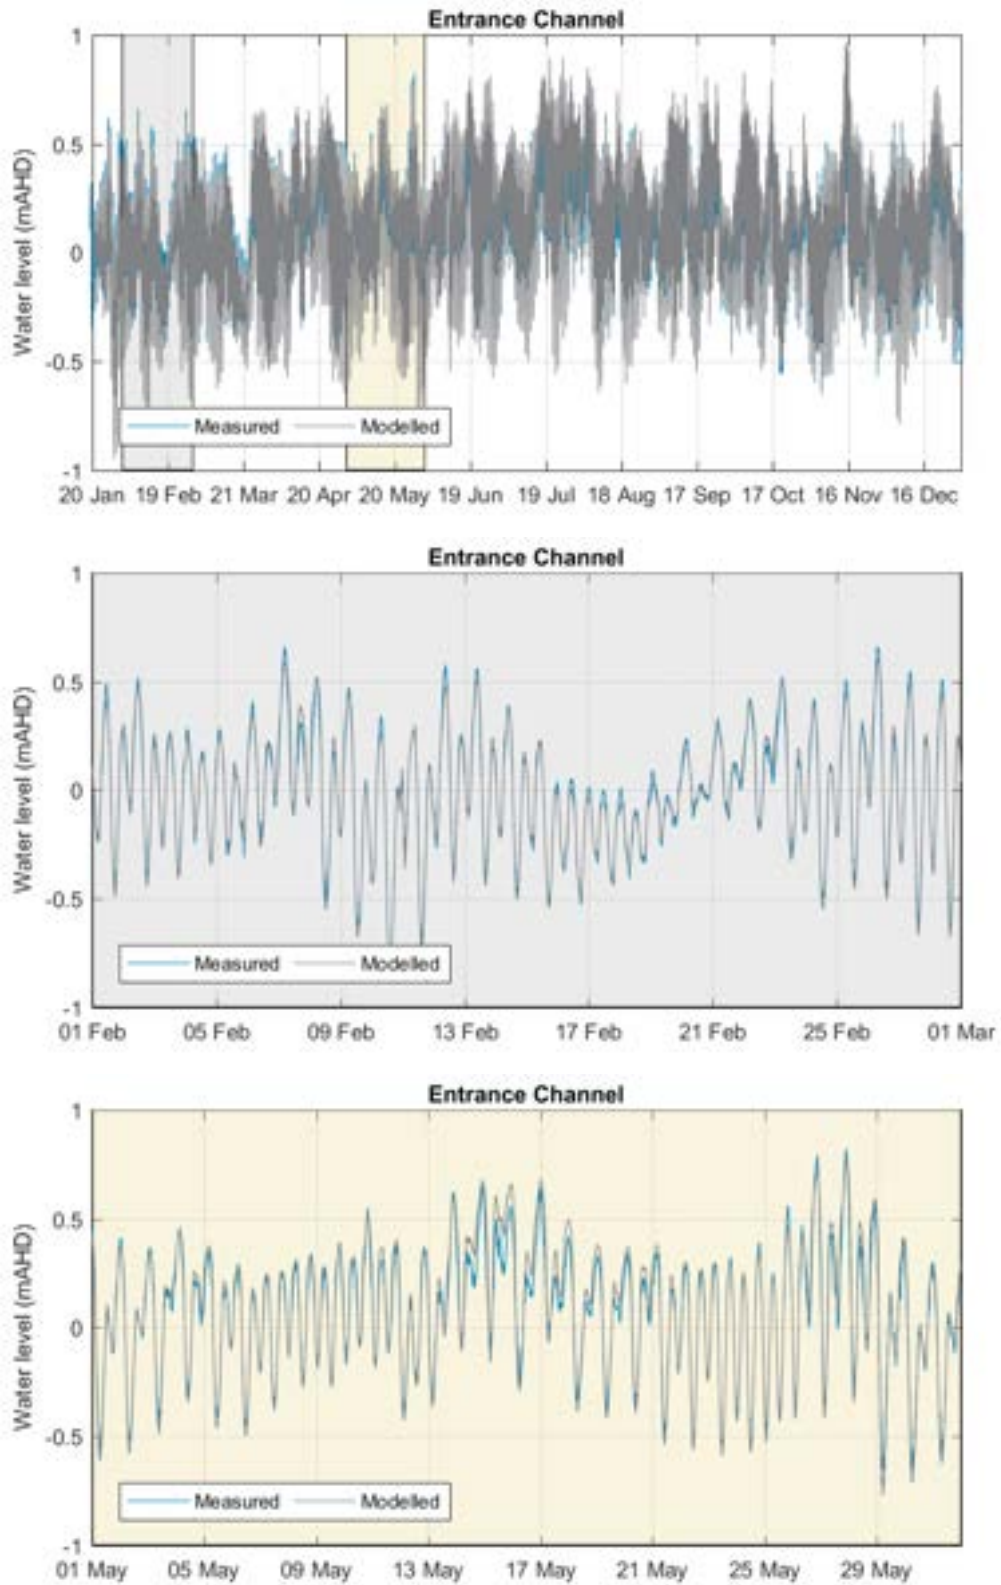 Entrance Channel
1
0.5
0
-0.5
-1
Water level (mAHD)
Measured Modelled
20 Jan 19 Feb 21 Mar 20 Apr 20 May 19 Jun 19 Jul 18 Aug 17 Sep 17 Oct 16 Nov 16 Dec
Entrance Channel
1
0.5
0
-0.5
-1
Water level (mAHD)
Measured Modelled
01 Feb 05 Feb 09 Feb 13 Feb 17 Feb 21 Feb 25 Feb 01 Mar
Entrance Channel
1
0.5
0
-0.5
-1
Water level (mAHD)
Measured Modelled
01 May 05 May 09 May 13 May 17 May 21 May 25 May 29 May